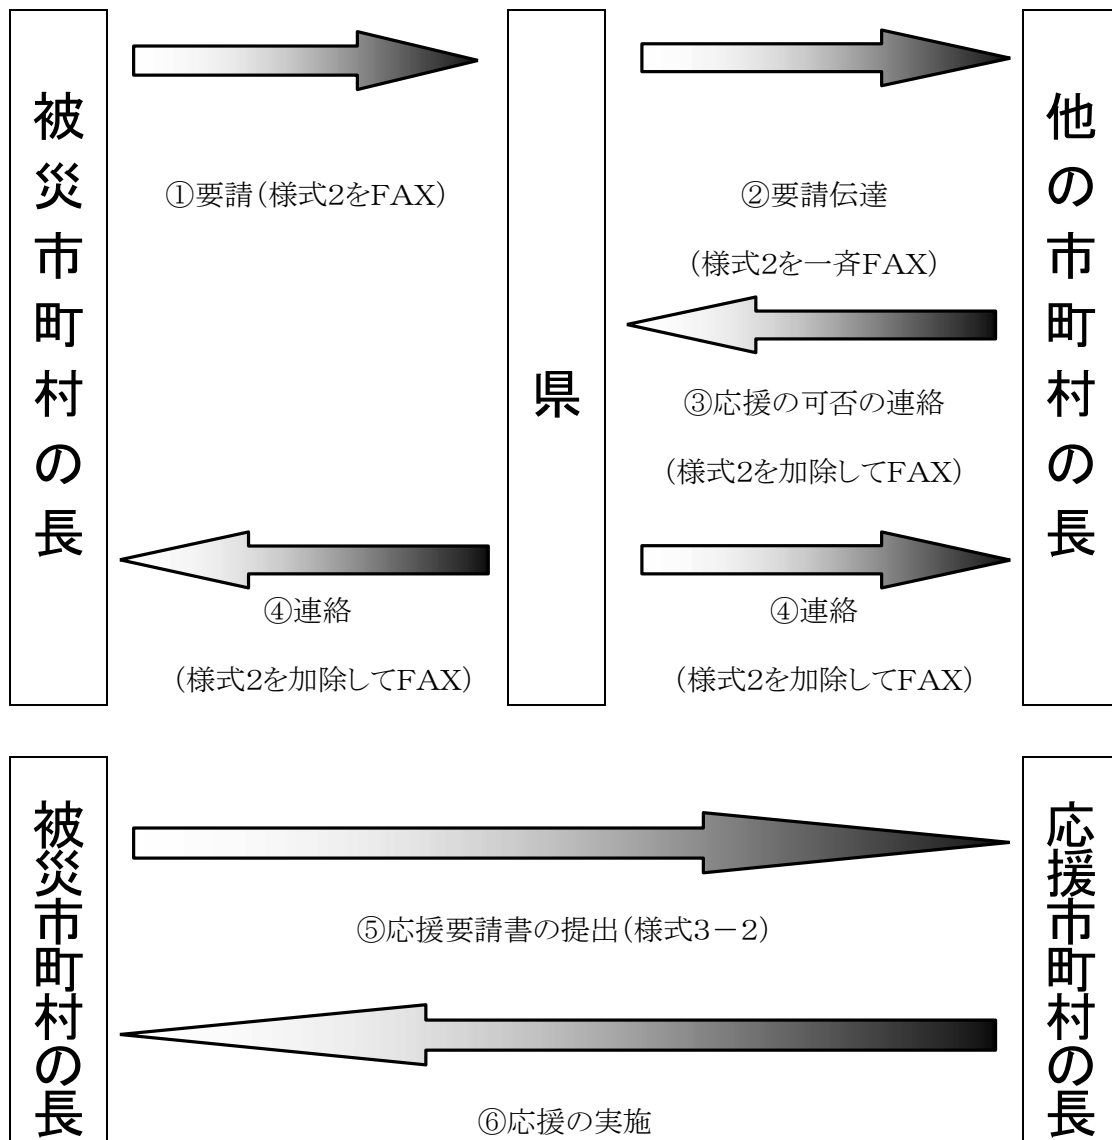 被災市町村の長
県
他の市町村の長
①要請(様式2をFAX)
②要請伝達
(様式2を一斉FAX)
③応援の可否の連絡
(様式2を加除してFAX)
④連絡
(様式2を加除してFAX)
④連絡
(様式2を加除してFAX)
被災市町村の長
応援市町村の長
⑤応援要請書の提出(様式3-2)
⑥応援の実施